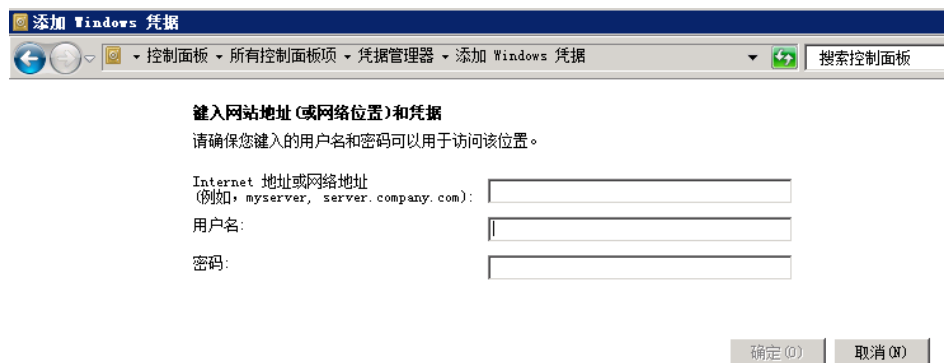 添加 Windows 凭据
控制面板 所有控制面板项 凭据管理器 添加 Windows 凭据 搜索控制面板
键入网站地址(或网络位置)和凭据
请确保您键入的用户名和密码可以用于访问该位置。
Internet 地址或网络地址
(例如，myserver, server.company.com):
用户名:
密码:
确定(O) 取消(N)